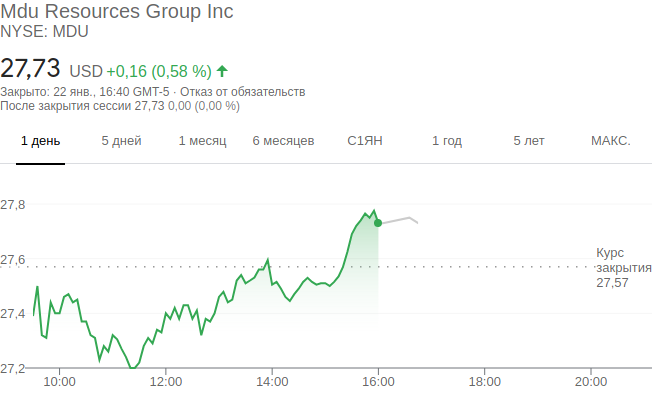 Mdu Resources Group Inc
NYSE: MDU
27,73 USD +0,16 (0,58 %)
Закрыто: 22 янв., 16:40 GMT-5 · Отказ от обязательств
После закрытия сессии 27,73 0,00 (0,00 %)
1 день 5 дней 1 месяц 6 месяцев С1ЯН 1 год 5 лет МАКС.
27,8
27,6
Курс
закрытия
27,57
27,4
27,2
10:00 12:00 14:00 16:00 18:00 20:00